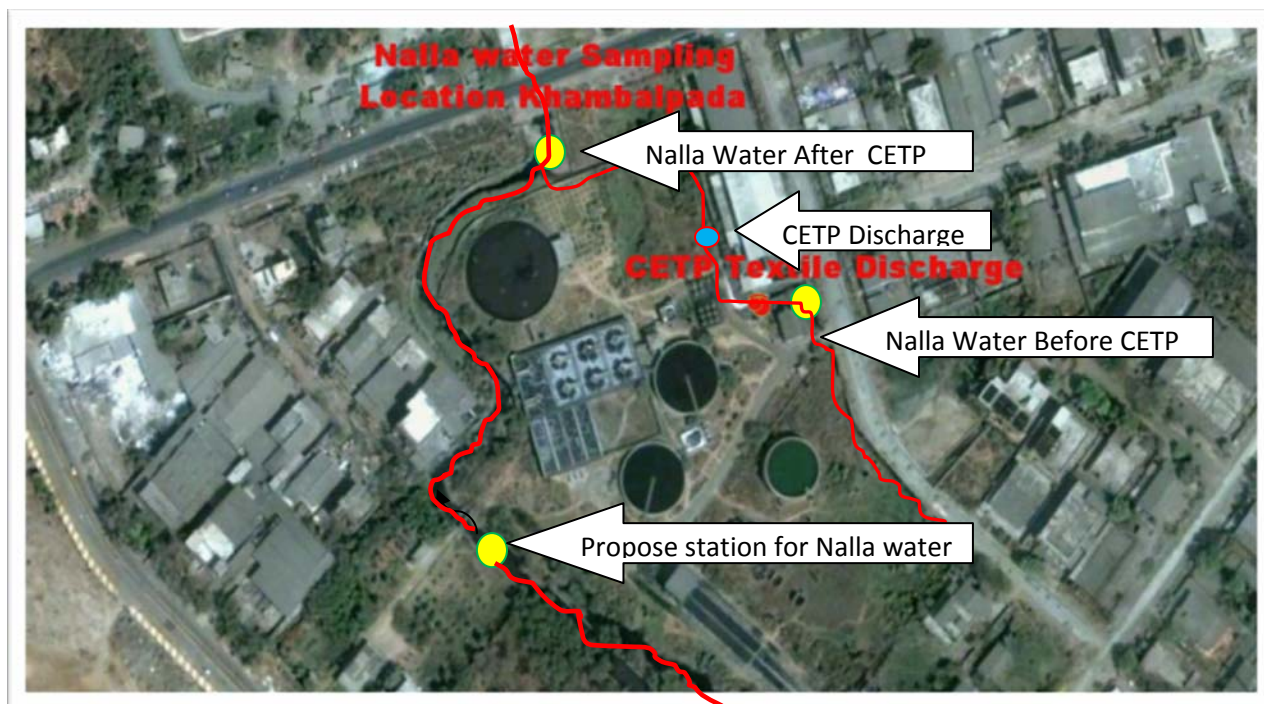 Nalla water Sampling
Location Khambalpada
Nalla Water After CETP
CETP Discharge
CETP Textile Discharge
Nalla Water Before CETP
Propose station for Nalla water